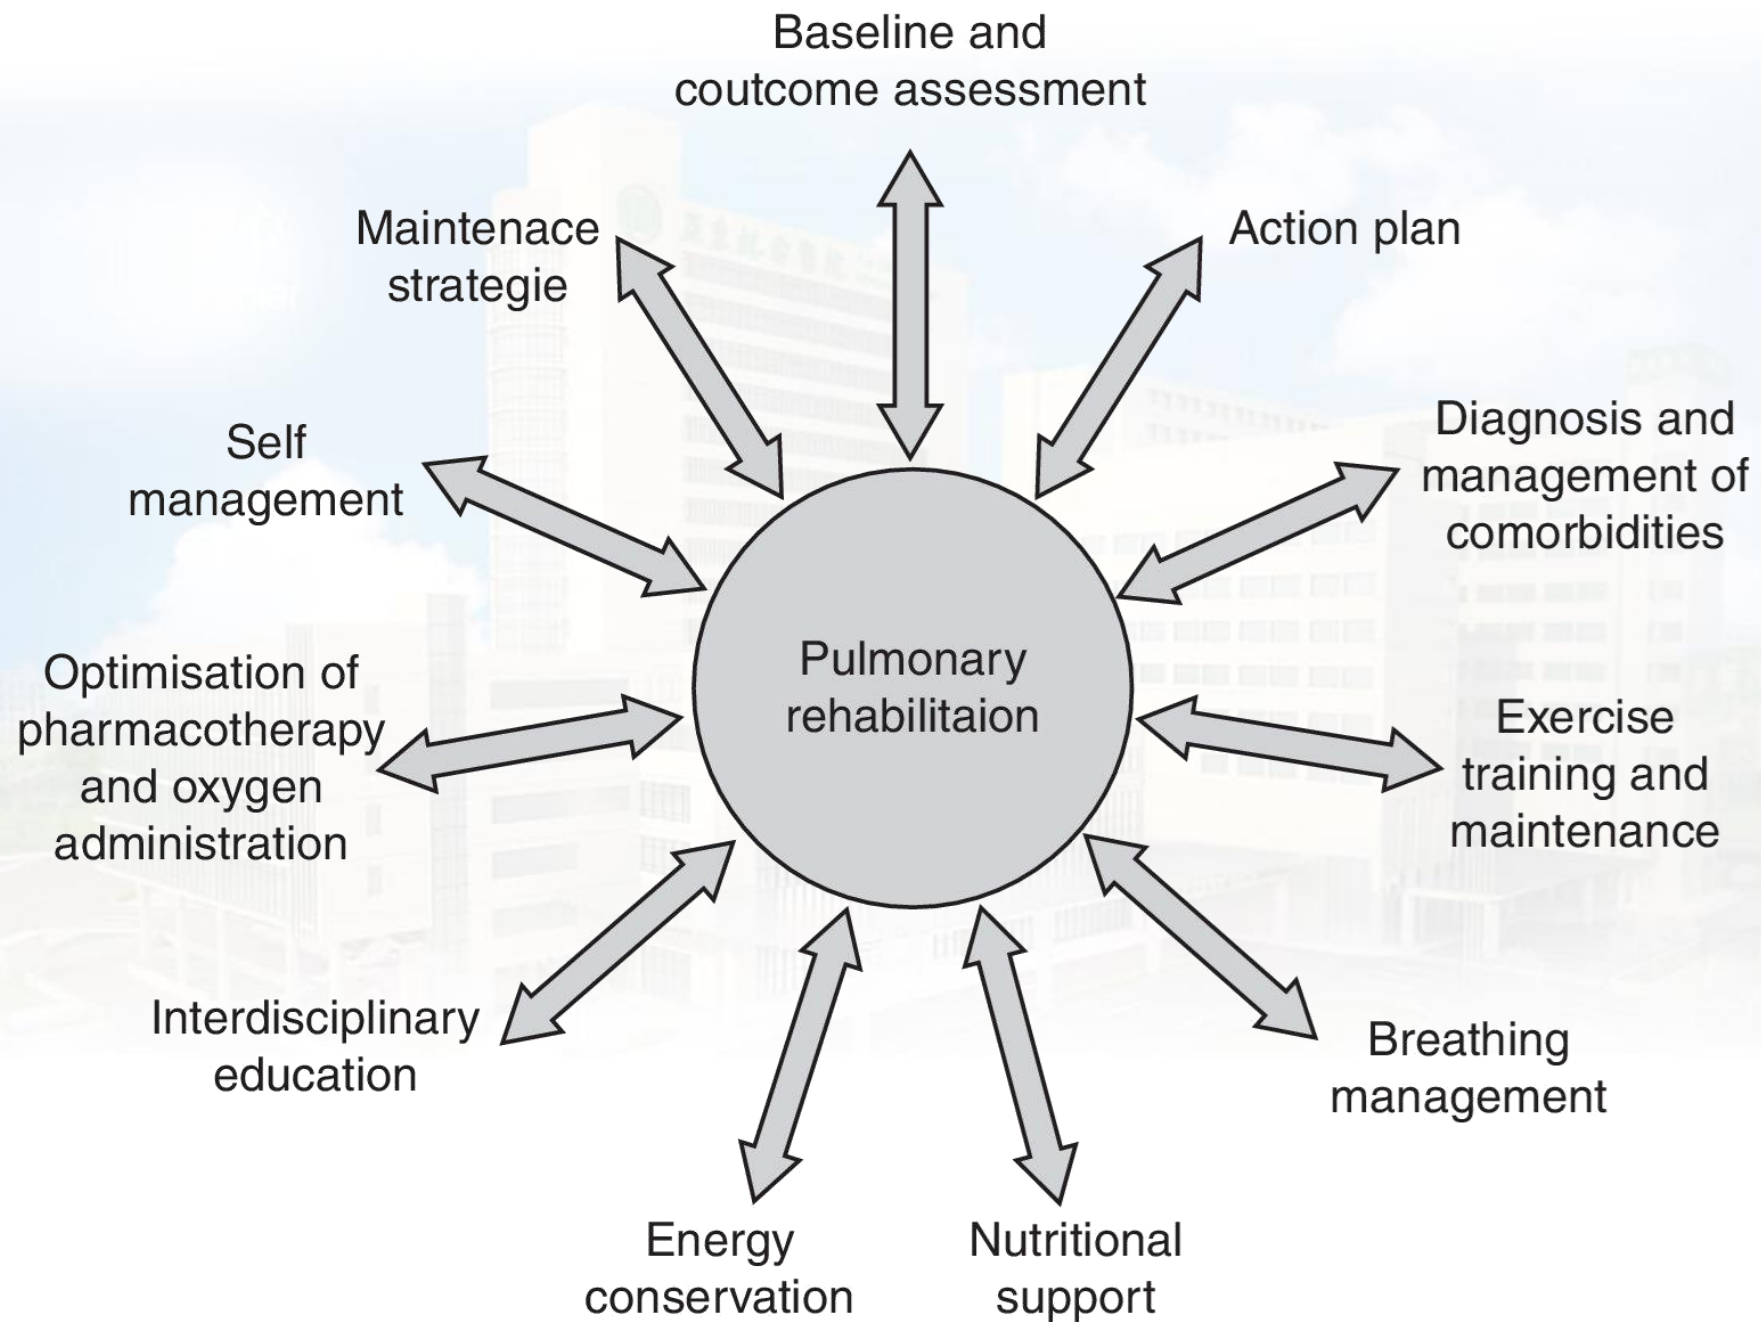 Baseline and
coutcome assessment
Action plan
Diagnosis and
management of
comorbidities
Exercise
training and
maintenance
Breathing
management
Nutritional
support
Energy
conservation
Interdisciplinary
education
Optimisation of
pharmacotherapy
and oxygen
administration
Self
management
Maintenace
strategie
Pulmonary
rehabilitaion